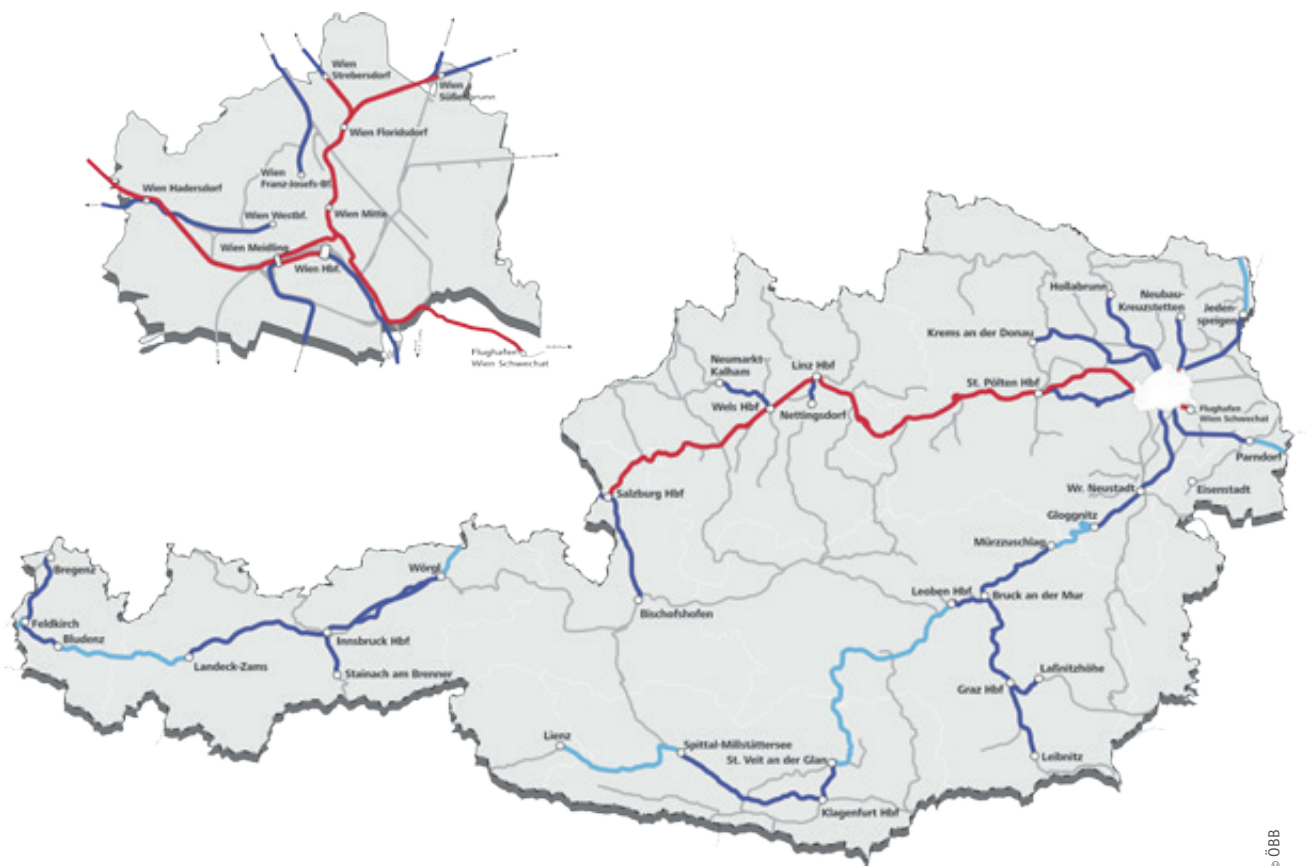 Wien
Strebersdorf
Wien
Süßenbrunn
Wien Floridsdorf
Wien
Franz-Josefs-Bf.
Wien Hadersdorf
Wien Westbf.
Wien Mitte
Wien Meidling
Wien Hbf.
Flughafen
Wien Schwechat
Hollabrunn
Neubau-
Kreuzstetten
Jeden-
speigen
Krems an der Donau
Neumarkt-
Kalham
Linz Hbf
St. Pölten Hbf
Wels Hbf
Nettingsdorf
Flughafen
Wien Schwechat
Parndorf
Salzburg Hbf
Wr. Neustadt
Eisenstadt
Gloggnitz
Mürzzuschlag
Bregenz
Wörgl
Leoben Hbf
Bruck an der Mur
Bischofshofen
Feldkirch
Bludenz
Innsbruck Hbf
Landeck-Zams
Stainach am Brenner
Laßnitzhöhe
Graz Hbf
Lienz
Spittal-Millstättersee
St. Veit an der Glan
Leibnitz
Klagenfurt Hbf
© ÖBB